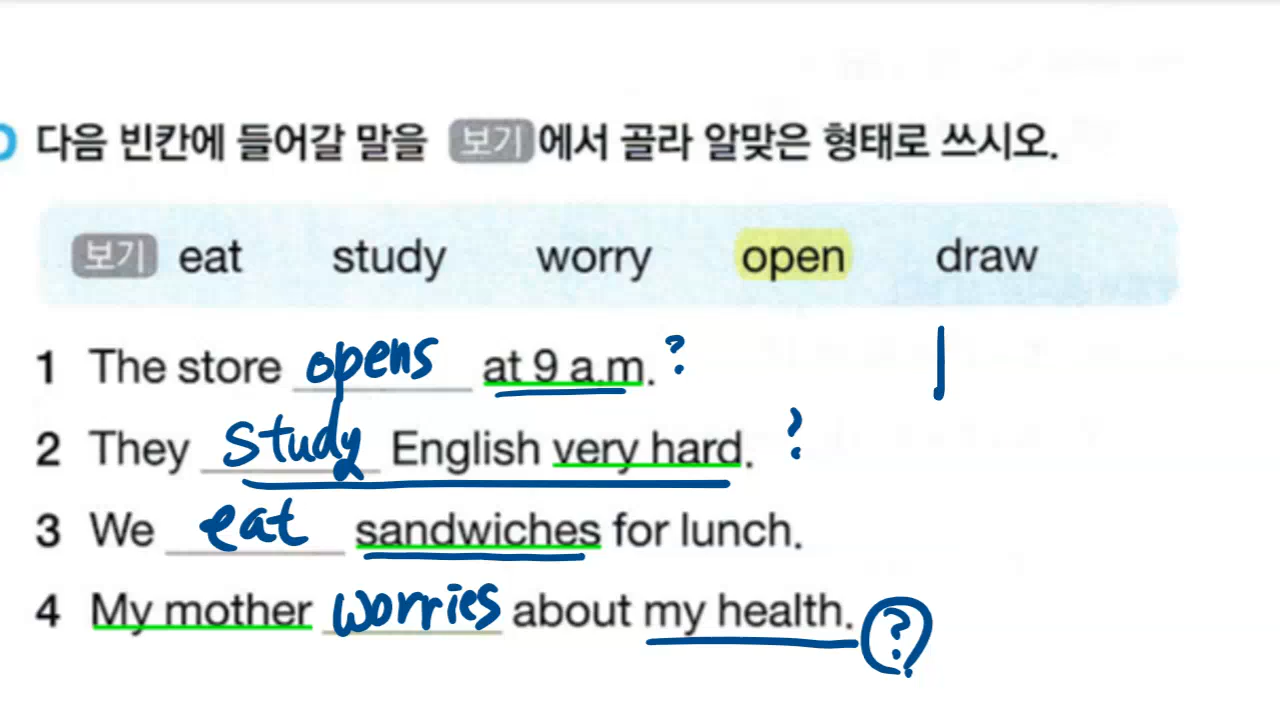 다음 빈칸에 들어갈 말을 보기 에서 골라 알맞은 형태로 쓰시오.
보기 eat study worry open draw
1 The store opens at 9 a.m. ?
2 They study English very hard. ?
3 We eat sandwiches for lunch.
4 My mother worries about my health. ?